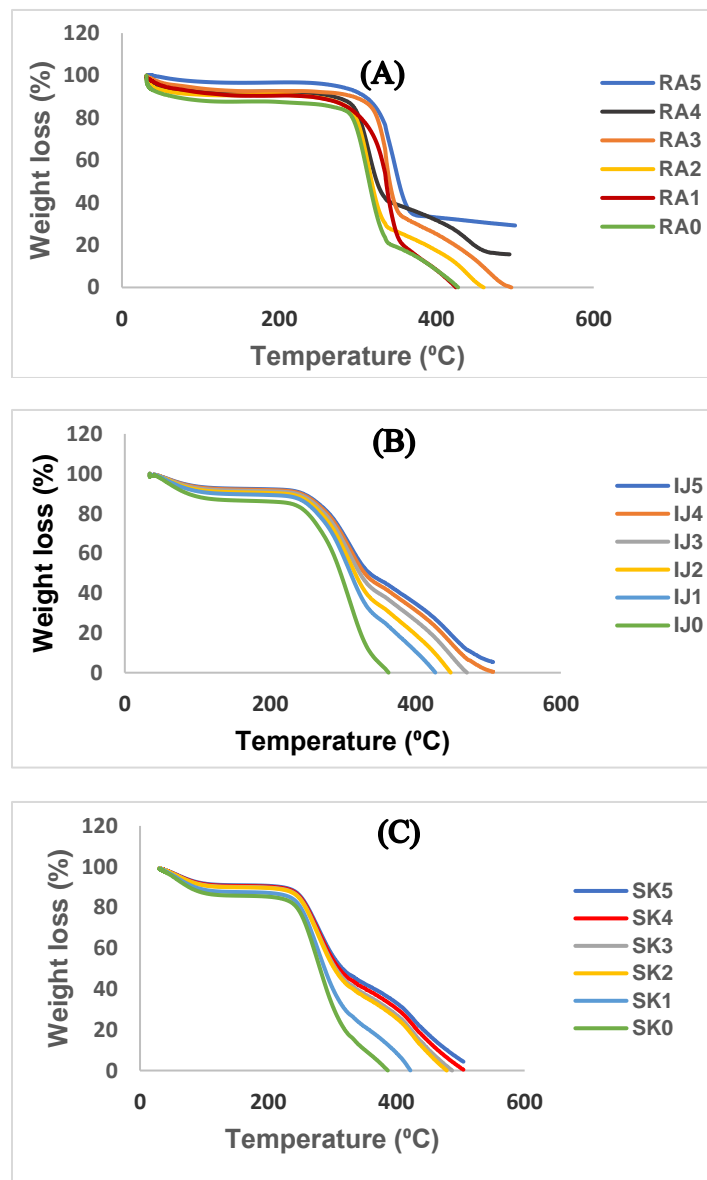 (A)
120
100
80
60
40
20
0
Weight loss (%)
0 200 400 600
Temperature (⁰C)
RA5
RA4
RA3
RA2
RA1
RA0
(B)
120
100
80
60
40
20
0
Weight loss (%)
0 200 400 600
Temperature (⁰C)
IJ5
IJ4
IJ3
IJ2
IJ1
IJ0
(C)
120
100
80
60
40
20
0
Weight loss (%)
0 200 400 600
Temperature (⁰C)
SK5
SK4
SK3
SK2
SK1
SK0